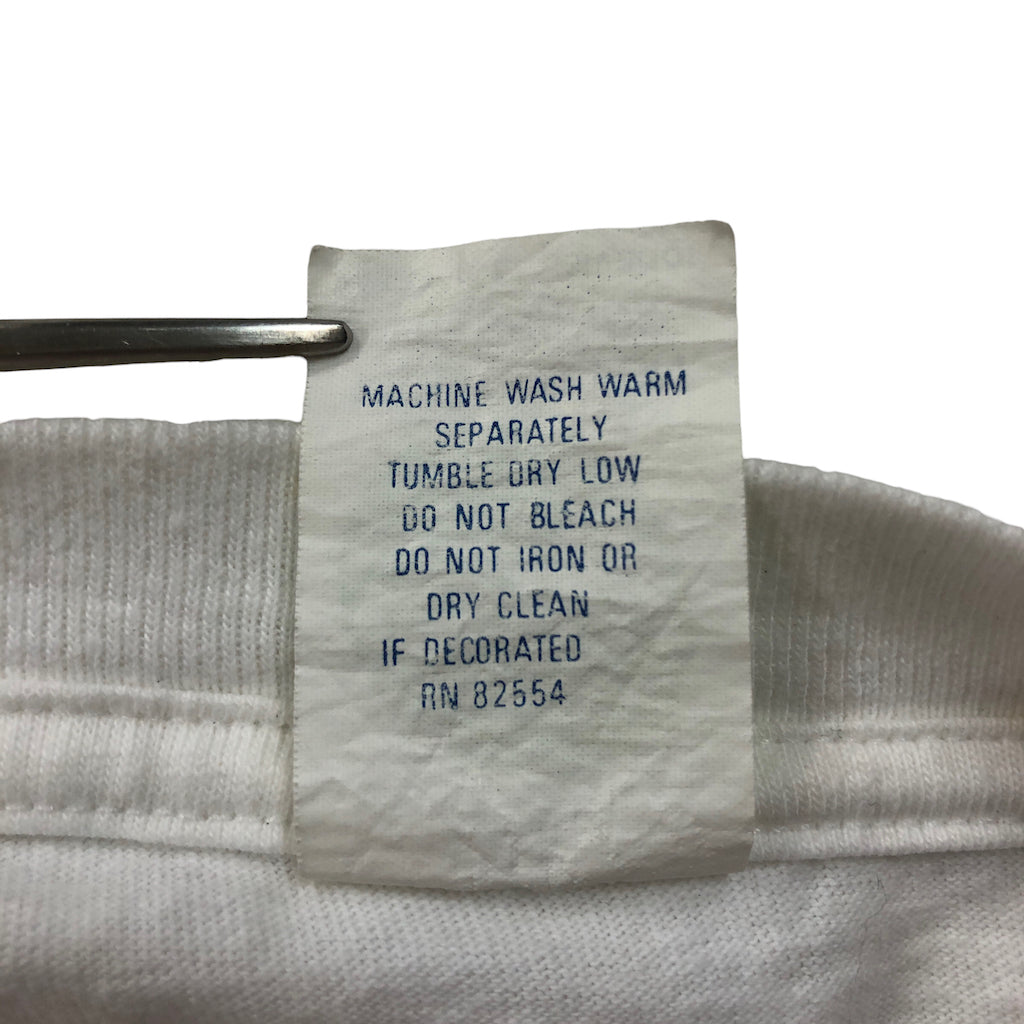 MACHINE WASH WARM
SEPARATELY
TUMBLE DRY LOW
DO NOT BLEACH
DO NOT IRON OR
DRY CLEAN
IF DECORATED
RN 82554